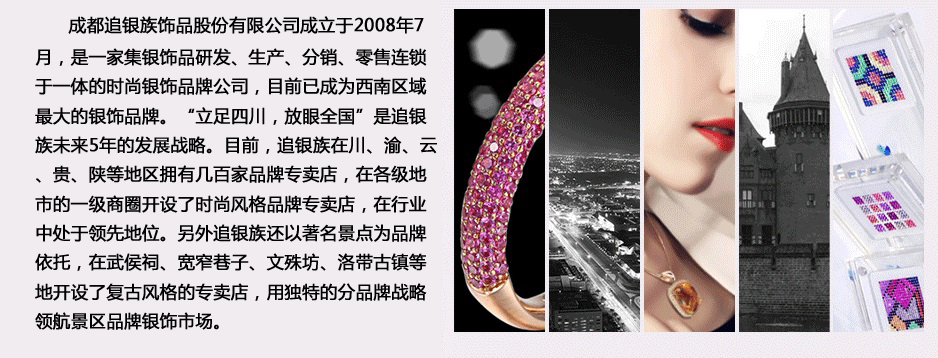 成都追银族饰品股份有限公司成立于2008年7
月，是一家集银饰品研发、生产、分销、零售连锁
于一体的时尚银饰品牌公司，目前已成为西南区域
最大的银饰品牌。“立足四川，放眼全国”是追银
族未来5年的发展战略。目前，追银族在川、渝、云
、贵、陕等地区拥有几百家品牌专卖店，在各级地
市的一级商圈开设了时尚风格品牌专卖店，在行业
中处于领先地位。另外追银族还以著名景点为品牌
依托，在武侯祠、宽窄巷子、文殊坊、洛带古镇等
地开设了复古风格的专卖店，用独特的分品牌战略
领航景区品牌银饰市场。